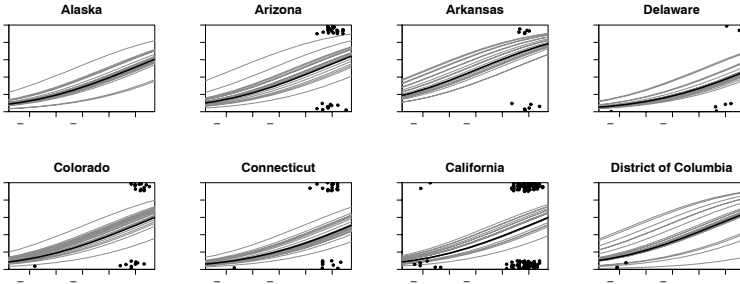 Alaska
Arizona
Arkansas
Delaware
Colorado
Connecticut
California
District of Columbia